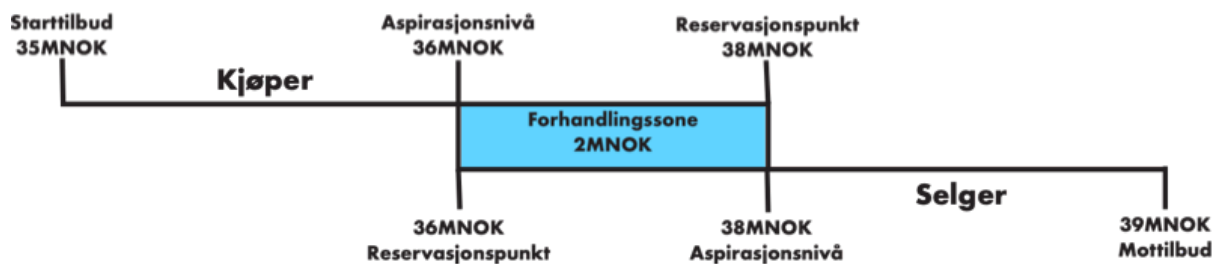 Starttilbud
35MNOK
Aspirasjonsnivå
36MNOK
Reservasjonspunkt
38MNOK
Kjøper
Forhandlingssone
2MNOK
Selger
36MNOK
Reservasjonspunkt
38MNOK
Aspirasjonsnivå
39MNOK
Mottilbud